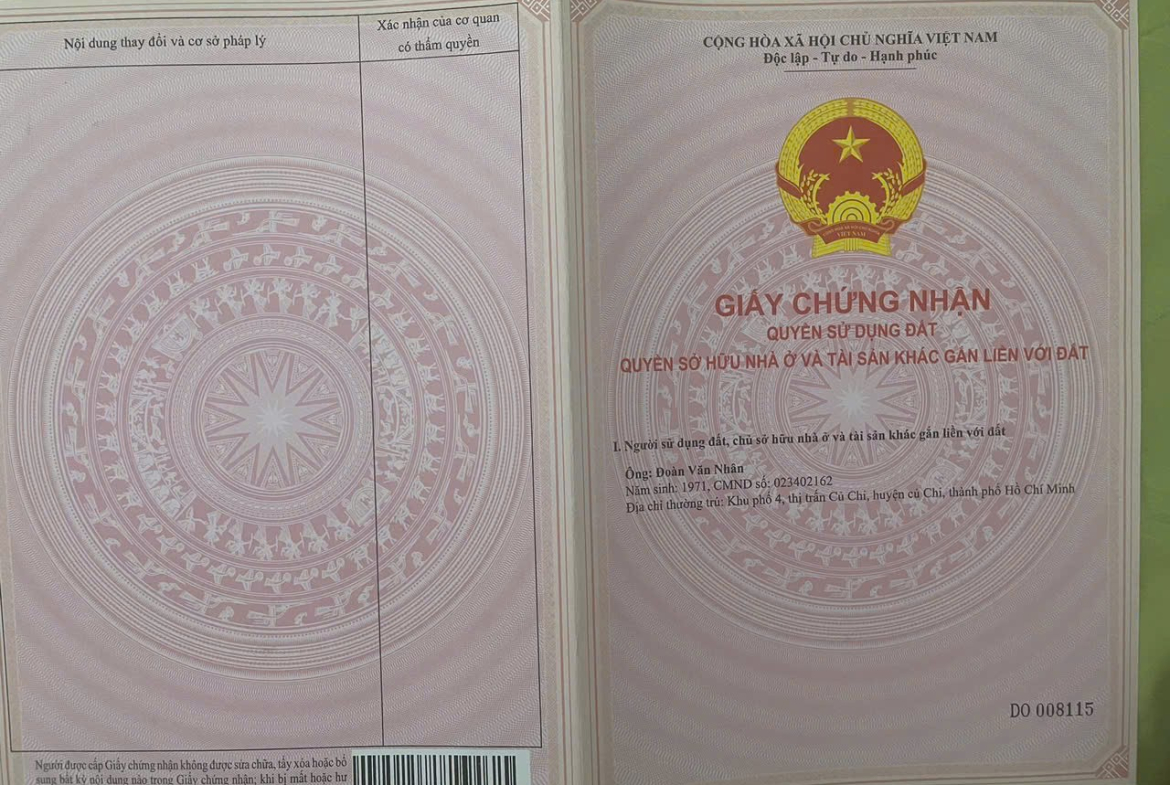 Nội dung thay đổi và cơ sở pháp lý
Xác nhận của cơ quan
có thẩm quyền
Người được cấp Giấy chứng nhận không được sửa chữa, tẩy xóa hoặc bổ
sung bất kỳ nội dung nào trong Giấy chứng nhận; khi bị mất hoặc hư
CỘNG HÒA XÃ HỘI CHỦ NGHĨA VIỆT NAM
Độc lập - Tự do - Hạnh phúc
VIỆT NAM
GIẤY CHỨNG NHẬN
QUYỀN SỬ DỤNG ĐẤT
QUYỀN SỞ HỮU NHÀ Ở VÀ TÀI SẢN KHÁC GẮN LIỀN VỚI ĐẤT
I. Người sử dụng đất, chủ sở hữu nhà ở và tài sản khác gắn liền với đất
Ông: Đoàn Văn Nhân
Năm sinh: 1971, CMND số: 023402162
Địa chỉ thường trú: Khu phố 4, thị trấn Củ Chi, huyện củ Chi, thành phố Hồ Chí Minh
DO 008115